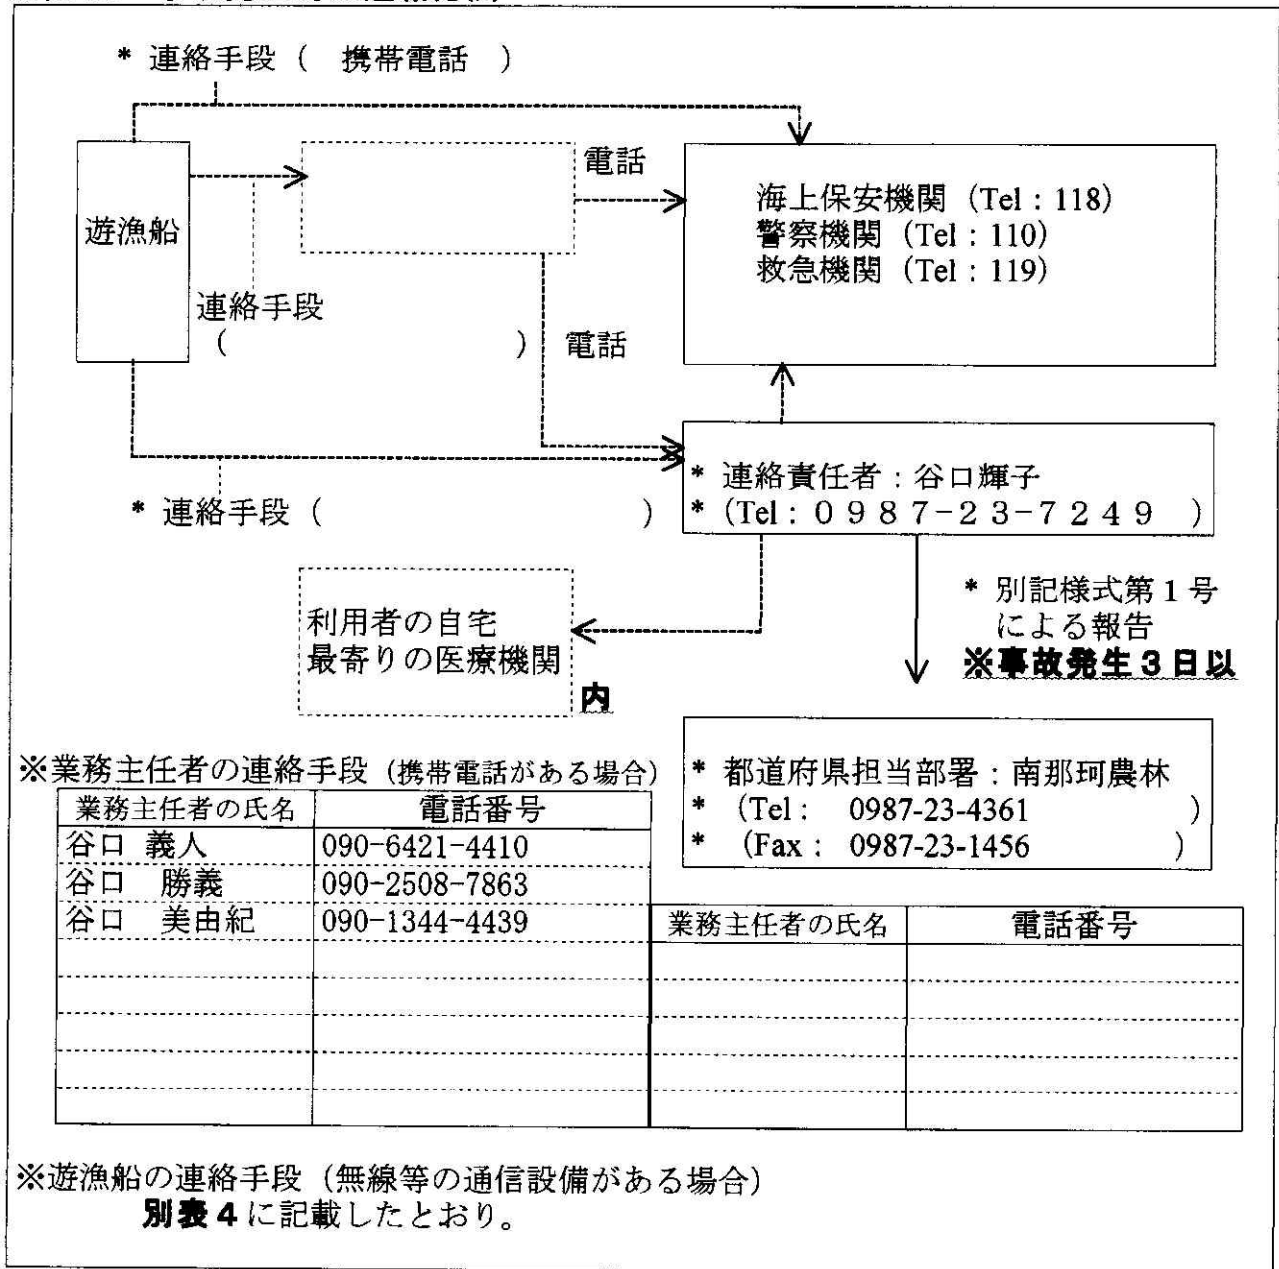 * 連絡手段 （　携帯電話　）
電話
遊漁船
海上保安機関（Tel：118）
警察機関（Tel：110）
救急機関（Tel：119）
連絡手段
（　　　　　　　　　）
電話
* 連絡手段（　　　　　　　　　　）
* 連絡責任者：谷口輝子
*（Tel：０９８７−２３−７２４９　）
利用者の自宅
最寄りの医療機関
* 別記様式第１号
による報告
※事故発生３日以
内
* 都道府県担当部署：南那珂農林
* （Tel：　0987-23-4361　　　　）
* （Fax：　0987-23-1456　　　　）
※業務主任者の連絡手段（携帯電話がある場合）
業務主任者の氏名　電話番号
谷口 義人　090-6421-4410
谷口　勝義　090-2508-7863
谷口　美由紀　090-1344-4439
業務主任者の氏名　電話番号
※遊漁船の連絡手段（無線等の通信設備がある場合）
別表４に記載したとおり。